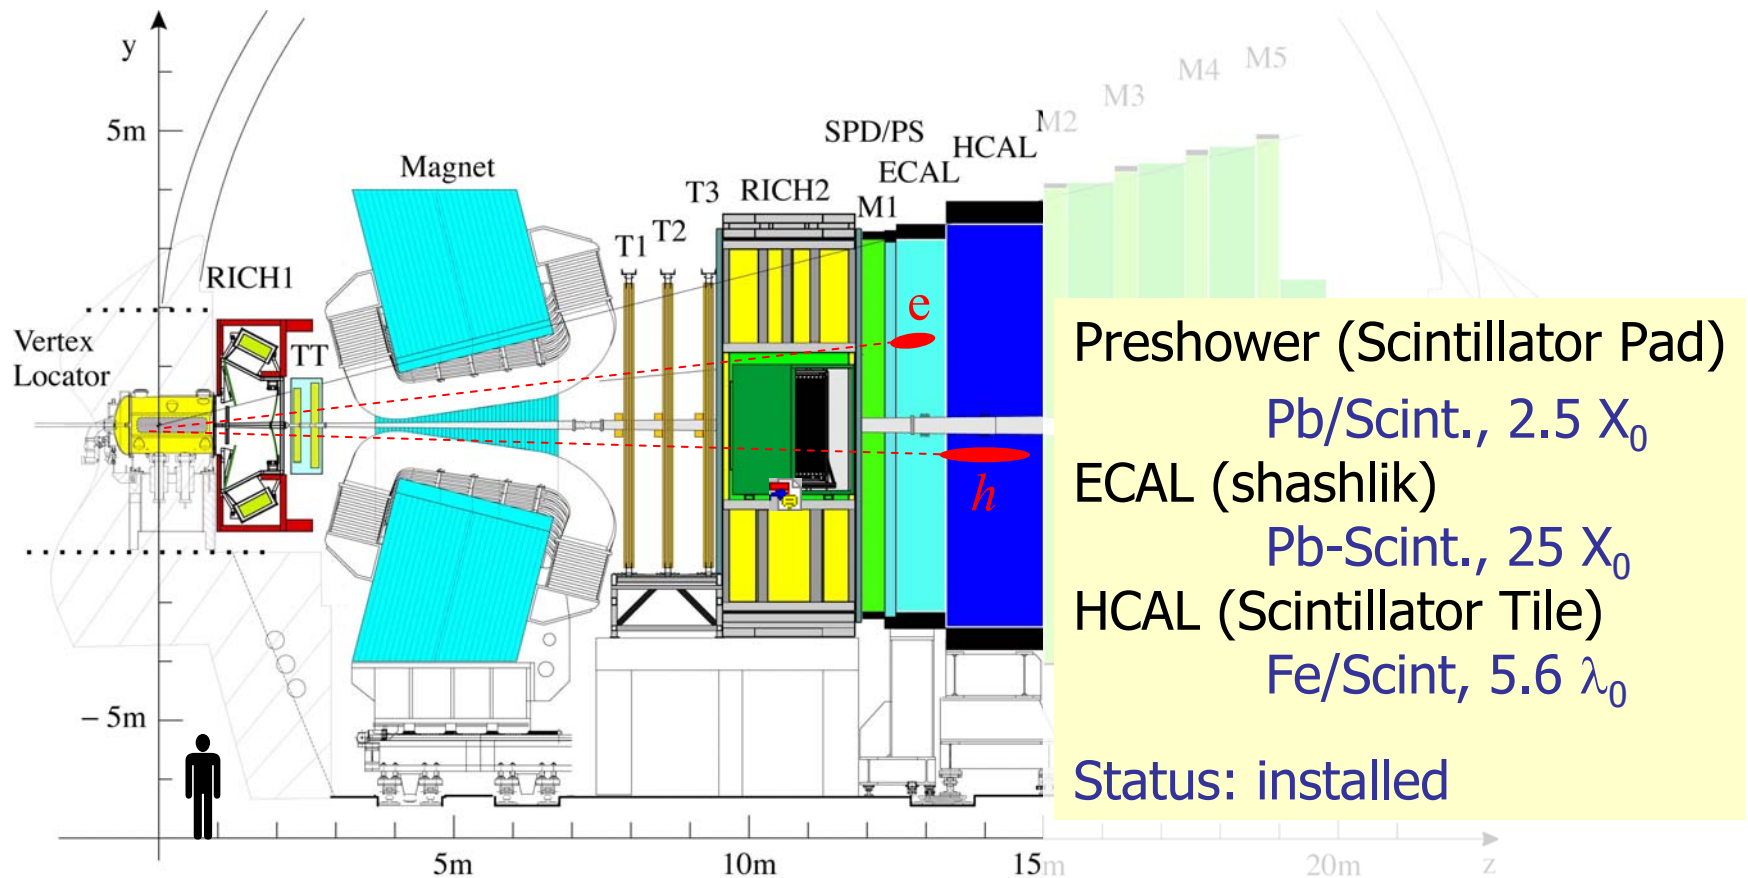 y
5m
Magnet
SPD/PS
HCAL
M2
M3
M4
M5
ECAL
T3
RICH2
M1
T2
T1
RICH1
e
Vertex
Locator
TT
h
Preshower (Scintillator Pad)
Pb/Scint., 2.5 X₀
ECAL (shashlik)
Pb-Scint., 25 X₀
HCAL (Scintillator Tile)
Fe/Scint, 5.6 λ₀
Status: installed
− 5m
5m
10m
15m
20m
z